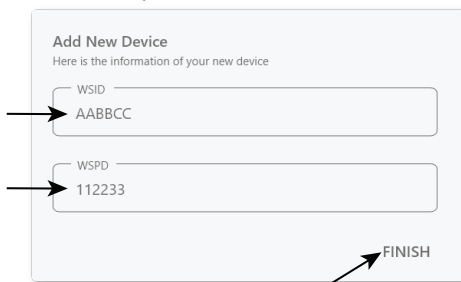 Add New Device
Here is the information of your new device
WSID
AABBCC
WSPD
112233
FINISH